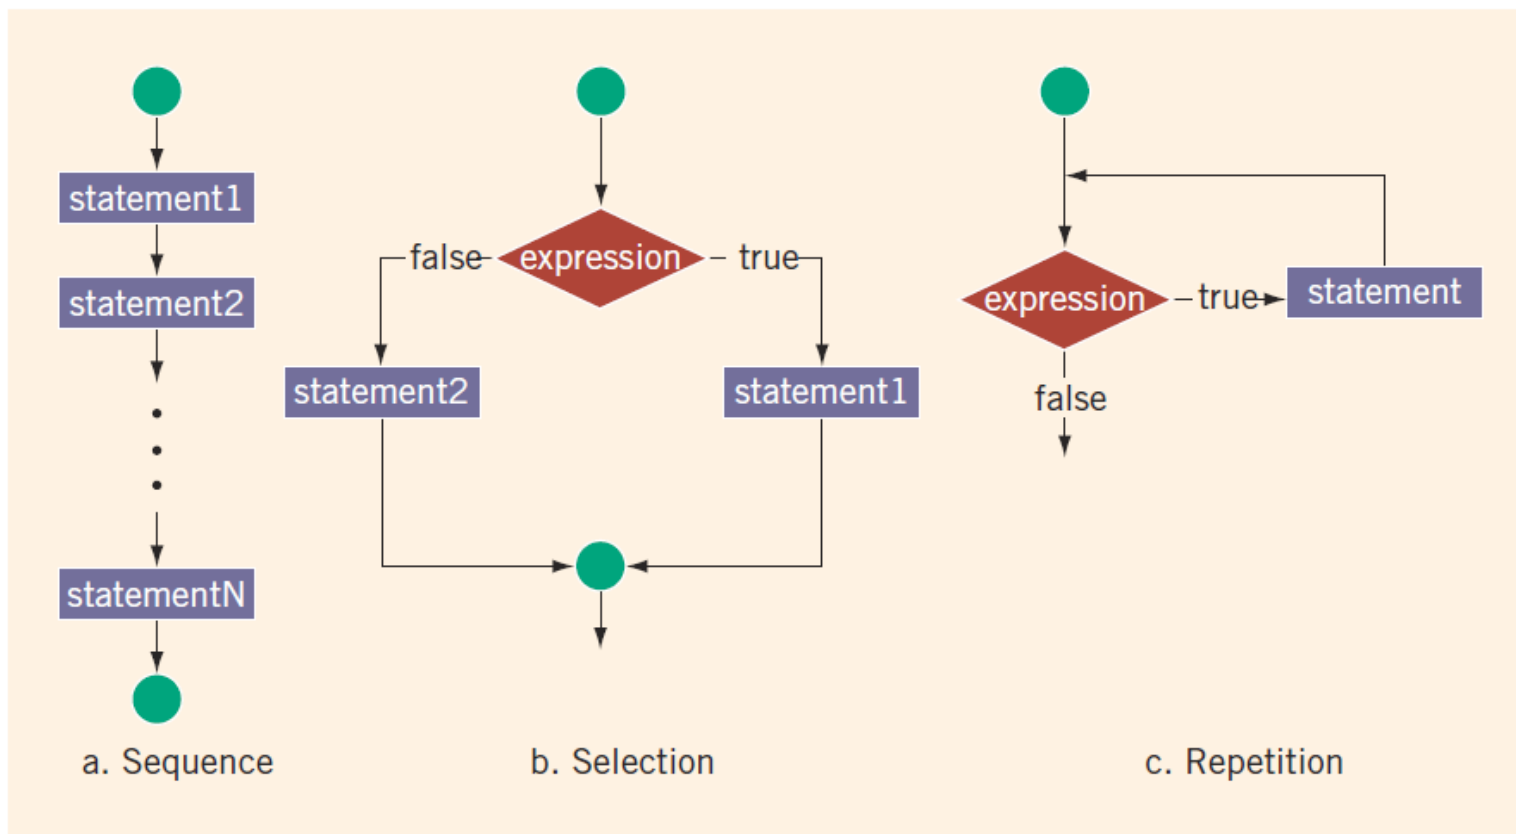 statement1
statement2
statementN
a. Sequence
expression
false
true
statement2
statement1
b. Selection
expression
true
statement
false
c. Repetition